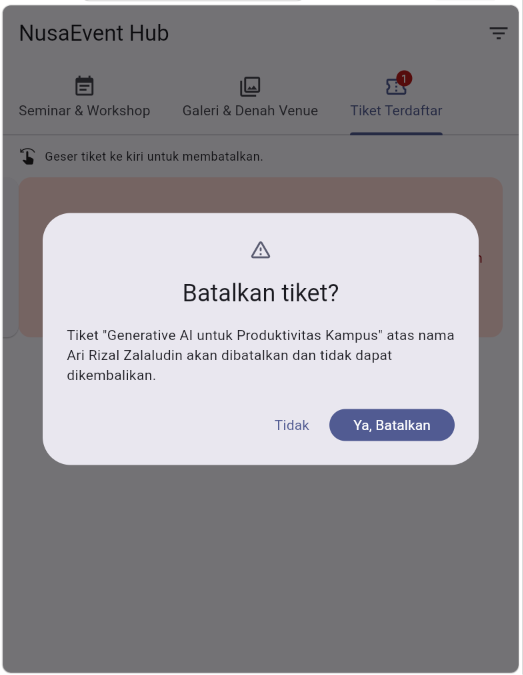 NusaEvent Hub
1
Seminar & Workshop
Galeri & Denah Venue
Tiket Terdaftar
Geser tiket ke kiri untuk membatalkan.
Batalkan tiket?
Tiket "Generative AI untuk Produktivitas Kampus" atas nama
Ari Rizal Zalaludin akan dibatalkan dan tidak dapat
dikembalikan.
Tidak
Ya, Batalkan